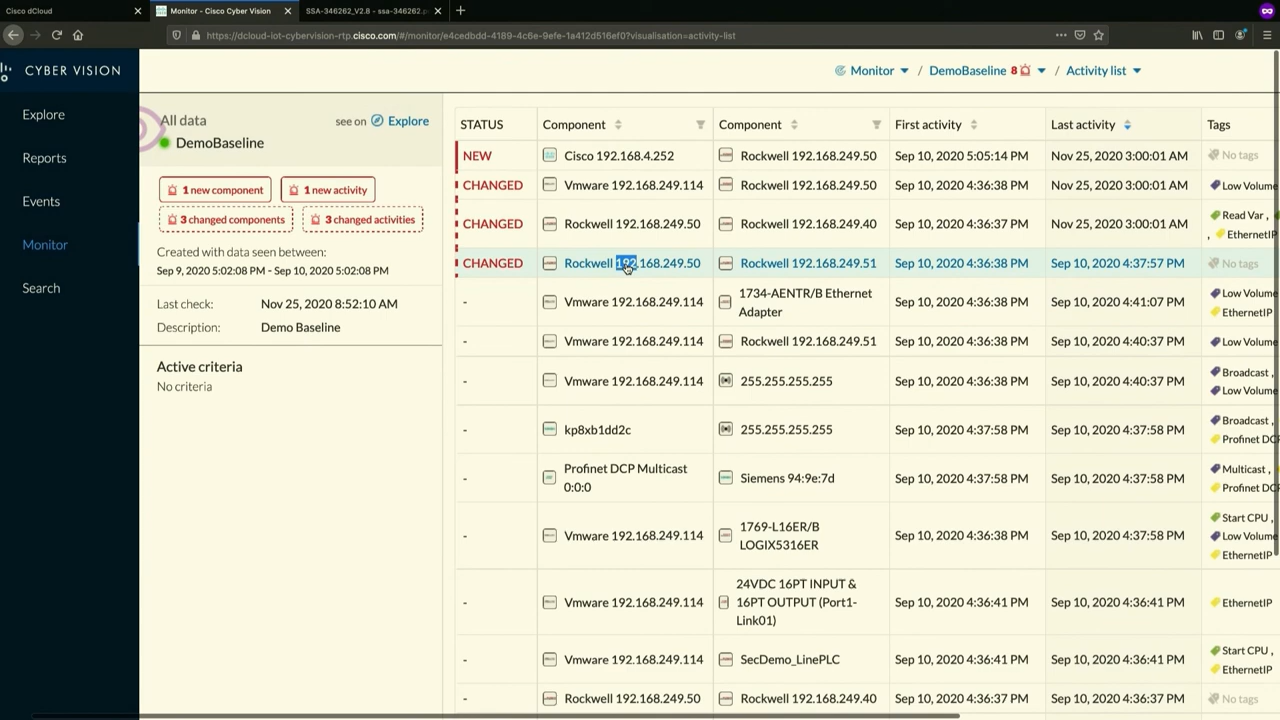 Cisco dCloud
Monitor - Cisco Cyber Vision
SSA-346262_V2.8 - ssa-346262.p
https://dcloud-iot-cybervision-rtp.cisco.com/#/monitor/e4cedbdd-4189-4c6e-9efe-1a412d516ef0?visualisation=activity-list
CYBER VISION
Explore
Reports
Events
Monitor
Search
Monitor / DemoBaseline 8 / Activity list
All data
see on Explore
DemoBaseline
1 new component
1 new activity
3 changed components
3 changed activities
Created with data seen between:
Sep 9, 2020 5:02:08 PM - Sep 10, 2020 5:02:08 PM
Last check: Nov 25, 2020 8:52:10 AM
Description: Demo Baseline
Active criteria
No criteria
STATUS Component Component First activity Last activity Tags
NEW Cisco 192.168.4.252 Rockwell 192.168.249.50 Sep 10, 2020 5:05:14 PM Nov 25, 2020 3:00:01 AM No tags
CHANGED Vmware 192.168.249.114 Rockwell 192.168.249.50 Sep 10, 2020 4:36:38 PM Nov 25, 2020 3:00:01 AM Low Volume
CHANGED Rockwell 192.168.249.50 Rockwell 192.168.249.40 Sep 10, 2020 4:36:37 PM Nov 25, 2020 3:00:01 AM Read Var ,
, EthernetIP
CHANGED Rockwell 192.168.249.50 Rockwell 192.168.249.51 Sep 10, 2020 4:36:38 PM Sep 10, 2020 4:37:57 PM No tags
- Vmware 192.168.249.114 1734-AENTR/B Ethernet
Adapter Sep 10, 2020 4:36:38 PM Sep 10, 2020 4:41:07 PM Low Volume
EthernetIP
- Vmware 192.168.249.114 Rockwell 192.168.249.51 Sep 10, 2020 4:36:38 PM Sep 10, 2020 4:40:37 PM Low Volume
- Vmware 192.168.249.114 255.255.255.255 Sep 10, 2020 4:36:38 PM Sep 10, 2020 4:40:37 PM Broadcast ,
Low Volume
- kp8xb1dd2c 255.255.255.255 Sep 10, 2020 4:37:58 PM Sep 10, 2020 4:37:58 PM Broadcast ,
Profinet DC
- Profinet DCP Multicast
0:0:0 Siemens 94:9e:7d Sep 10, 2020 4:37:58 PM Sep 10, 2020 4:37:58 PM Multicast ,
Profinet DC
- Vmware 192.168.249.114 1769-L16ER/B
LOGIX5316ER Sep 10, 2020 4:36:38 PM Sep 10, 2020 4:37:58 PM Start CPU ,
Low Volume
EthernetIP
- Vmware 192.168.249.114 24VDC 16PT INPUT &
16PT OUTPUT (Port1-
Link01) Sep 10, 2020 4:36:41 PM Sep 10, 2020 4:36:41 PM EthernetIP
- Vmware 192.168.249.114 SecDemo_LinePLC Sep 10, 2020 4:36:41 PM Sep 10, 2020 4:36:41 PM Start CPU ,
EthernetIP
- Rockwell 192.168.249.50 Rockwell 192.168.249.40 Sep 10, 2020 4:36:37 PM Sep 10, 2020 4:36:37 PM No tags